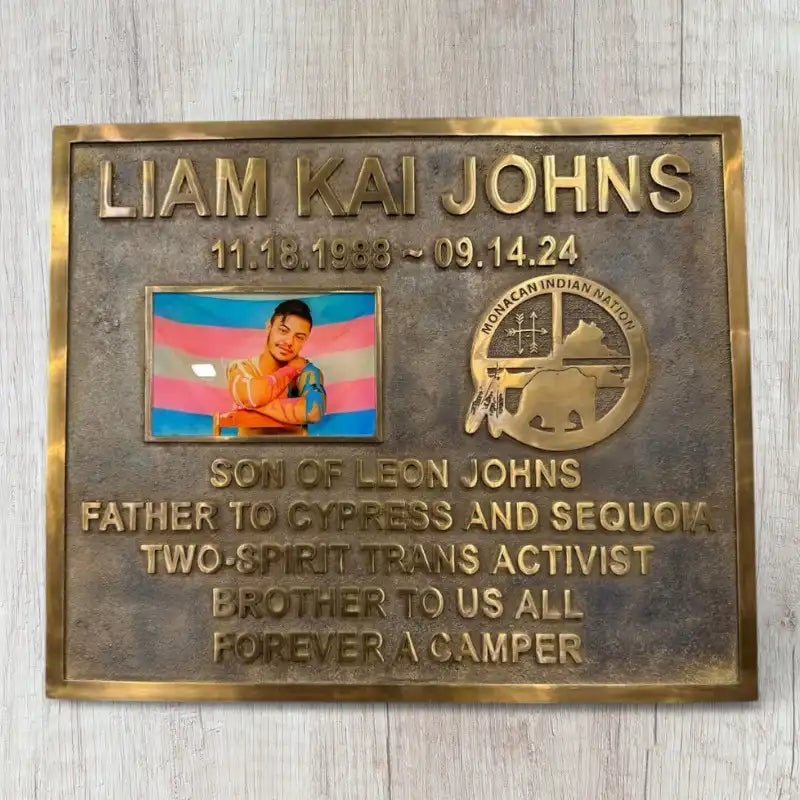 LIAM KAI JOHNS
11.18.1988 ~ 09.14.24
MONACAN INDIAN NATION
SON OF LEON JOHNS
FATHER TO CYPRESS AND SEQUOIA
TWO-SPIRIT TRANS ACTIVIST
BROTHER TO US ALL
FOREVER A CAMPER